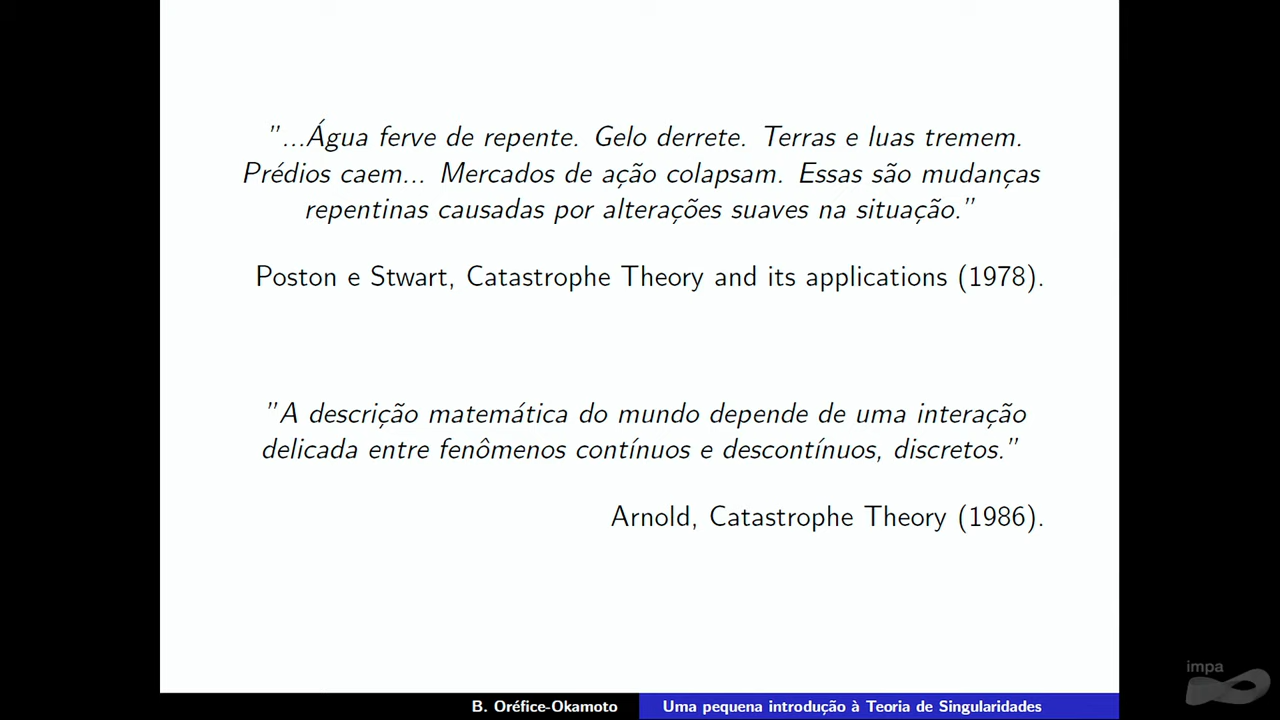 "...Água ferve de repente. Gelo derrete. Terras e luas tremem.
Prédios caem... Mercados de ação colapsam. Essas são mudanças
repentinas causadas por alterações suaves na situação."
Poston e Stwart, Catastrophe Theory and its applications (1978).
"A descrição matemática do mundo depende de uma interação
delicada entre fenômenos contínuos e descontínuos, discretos."
Arnold, Catastrophe Theory (1986).
impa
B. Oréfice-Okamoto
Uma pequena introdução à Teoria de Singularidades